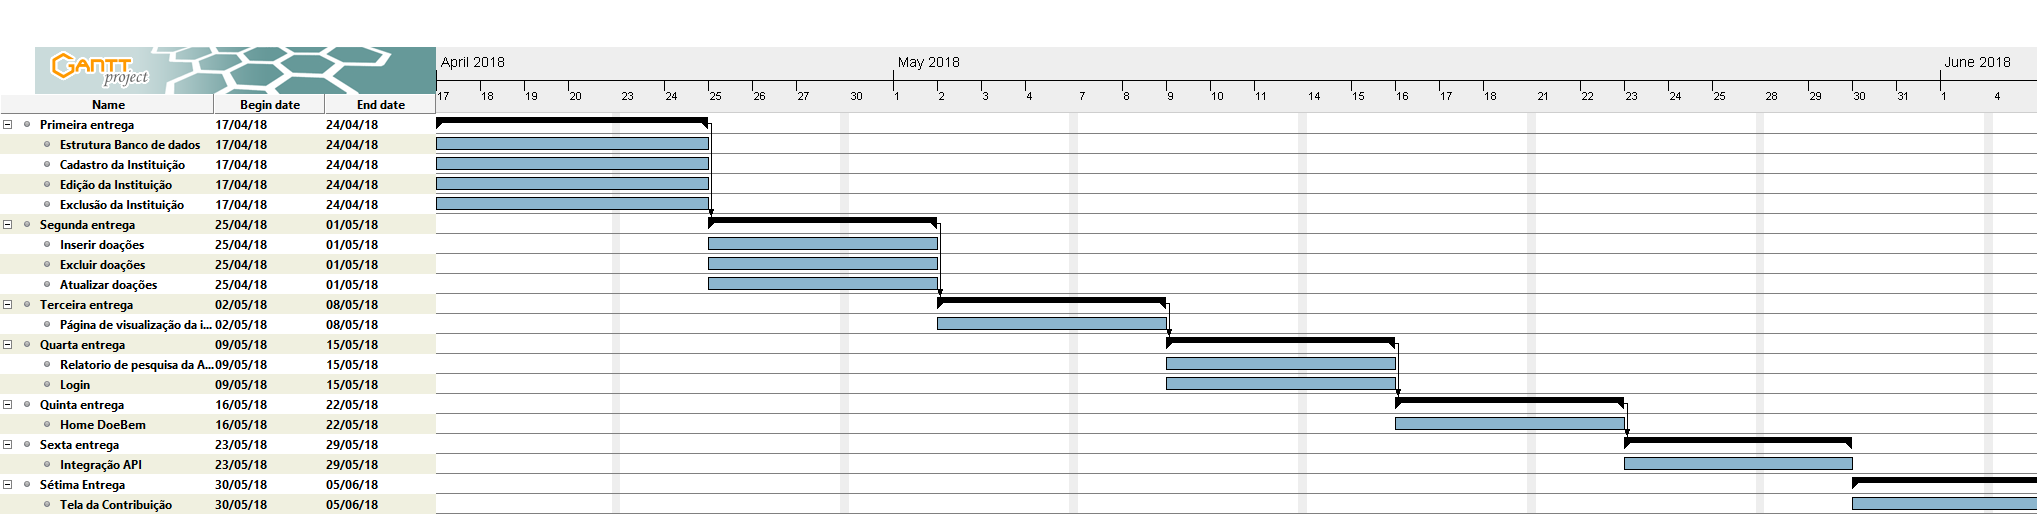 GANTT
project
April 2018 May 2018 June 2018
17 18 19 20 23 24 25 26 27 30 1 2 3 4 7 8 9 10 11 14 15 16 17 18 21 22 23 24 25 28 29 30 31 1 4
Name Begin date End date
Primeira entrega 17/04/18 24/04/18
Estrutura Banco de dados 17/04/18 24/04/18
Cadastro da Instituição 17/04/18 24/04/18
Edição da Instituição 17/04/18 24/04/18
Exclusão da Instituição 17/04/18 24/04/18
Segunda entrega 25/04/18 01/05/18
Inserir doações 25/04/18 01/05/18
Excluir doações 25/04/18 01/05/18
Atualizar doações 25/04/18 01/05/18
Terceira entrega 02/05/18 08/05/18
Página de visualização da i... 02/05/18 08/05/18
Quarta entrega 09/05/18 15/05/18
Relatorio de pesquisa da A... 09/05/18 15/05/18
Login 09/05/18 15/05/18
Quinta entrega 16/05/18 22/05/18
Home DoeBem 16/05/18 22/05/18
Sexta entrega 23/05/18 29/05/18
Integração API 23/05/18 29/05/18
Sétima Entrega 30/05/18 05/06/18
Tela da Contribuição 30/05/18 05/06/18